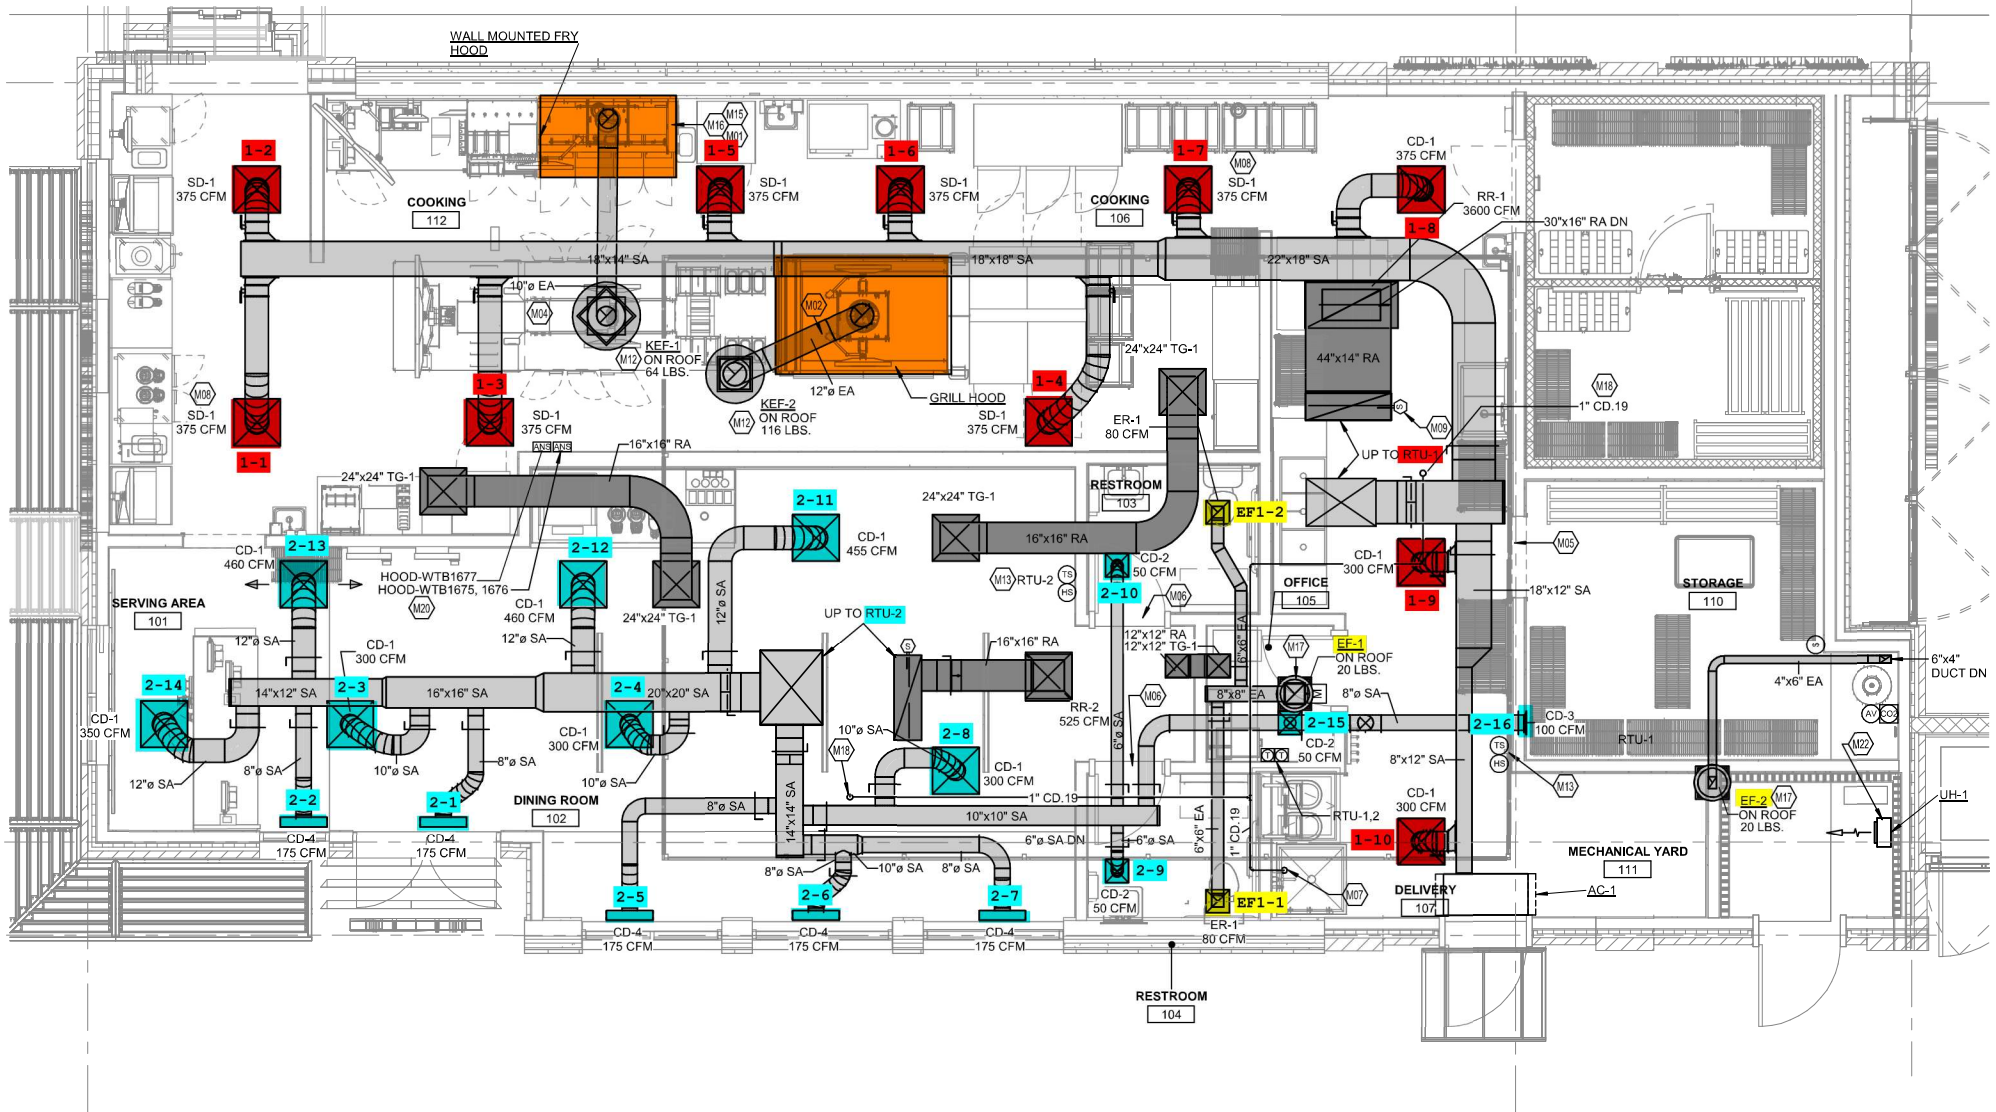 WALL MOUNTED FRY
HOOD
M15
M16
M01
1-2
SD-1
375 CFM
COOKING
112
1-5
SD-1
375 CFM
1-6
SD-1
375 CFM
COOKING
106
1-7
M08
SD-1
375 CFM
CD-1
375 CFM
1-8
RR-1
3600 CFM
30"x16" RA DN
18"x14" SA
18"x18" SA
22"x18" SA
10"ø EA
M04
M02
KEF-1
ON ROOF
64 LBS.
M12
12"ø EA
KEF-2
ON ROOF
116 LBS.
M12
GRILL HOOD
24"x24" TG-1
44"x14" RA
M18
1" CD.19
S
M09
M08
SD-1
375 CFM
1-1
1-3
SD-1
375 CFM
ANS
ANS
1-4
SD-1
375 CFM
ER-1
80 CFM
UP TO RTU-1
16"x16" RA
24"x24" TG-1
2-11
CD-1
455 CFM
24"x24" TG-1
RESTROOM
103
EF1-2
16"x16" RA
M05
2-13
CD-1
460 CFM
HOOD-WTB1677
HOOD-WTB1675, 1676
M20
2-12
CD-1
460 CFM
24"x24" TG-1
12"ø SA
M13
RTU-2
TS
HS
CD-2
50 CFM
2-10
M06
OFFICE
105
CD-1
300 CFM
1-9
18"x12" SA
STORAGE
110
SERVING AREA
101
12"ø SA
12"ø SA
UP TO RTU-2
S
16"x16" RA
12"x12" RA
12"x12" TG-1
6"x6" EA
M17
EF-1
ON ROOF
20 LBS.
S
6"x4"
DUCT DN
4"x6" EA
CD-1
300 CFM
2-14
CD-1
350 CFM
14"x12" SA
2-3
16"x16" SA
2-4
20"x20" SA
CD-1
300 CFM
RR-2
525 CFM
M06
8"x8" EA
M
8"ø SA
2-15
CD-2
50 CFM
2-16
CD-3
100 CFM
TS
HS
M13
RTU-1
AV
CO2
M22
12"ø SA
8"ø SA
10"ø SA
8"ø SA
10"ø SA
M18
10"ø SA
2-8
CD-1
300 CFM
6"ø SA
T
T
8"x12" SA
2-2
CD-4
175 CFM
2-1
CD-4
175 CFM
DINING ROOM
102
8"ø SA
14"x14" SA
1" CD.19
10"x10" SA
6"x6" EA
1" CD.19
RTU-1,2
CD-1
300 CFM
1-10
EF-2
M17
ON ROOF
20 LBS.
UH-1
6"ø SA DN
6"ø SA
8"ø SA
10"ø SA
8"ø SA
2-5
CD-4
175 CFM
2-6
CD-4
175 CFM
2-7
CD-4
175 CFM
2-9
CD-2
50 CFM
EF1-1
ER-1
80 CFM
M07
DELIVERY
107
AC-1
MECHANICAL YARD
111
RESTROOM
104